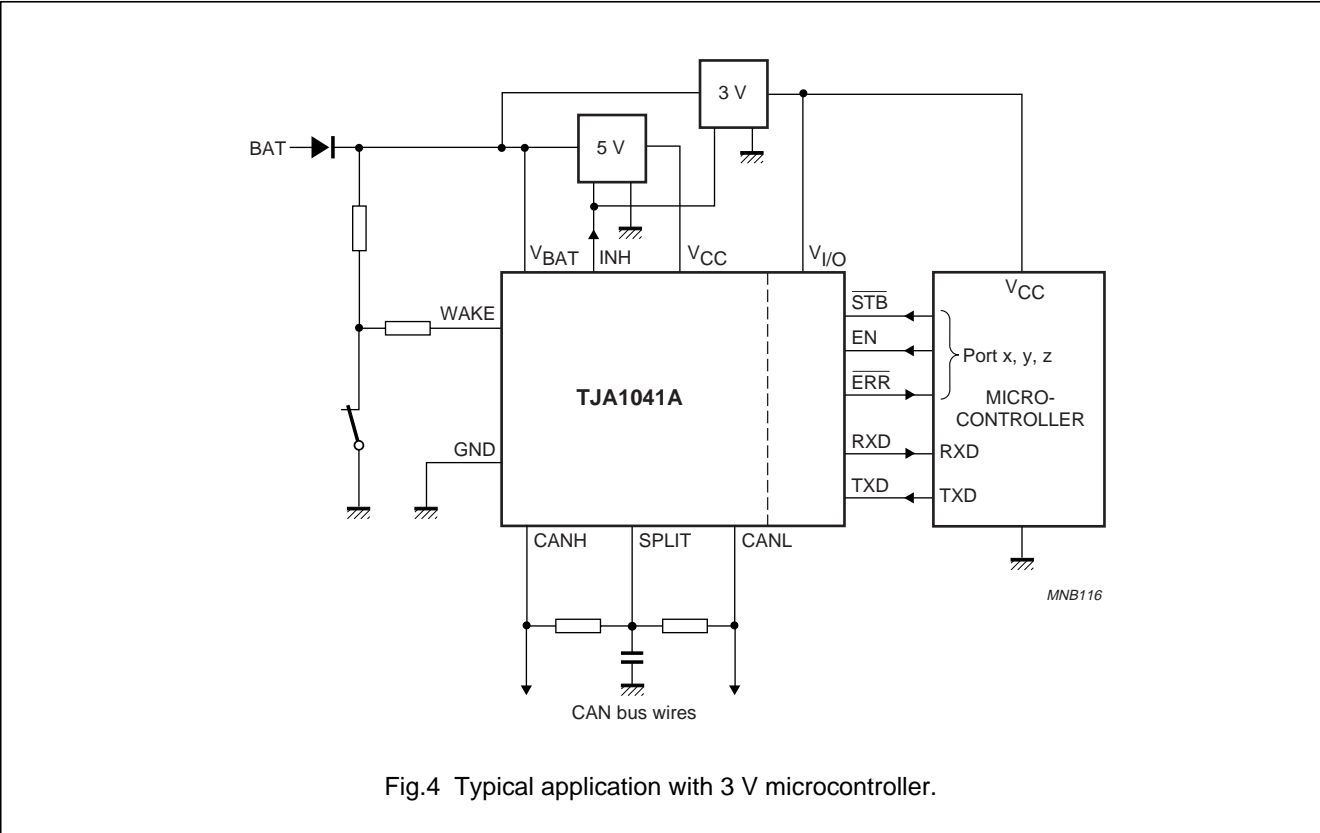 3 V
BAT
5 V
VBAT
INH
VCC
VI/O
VCC
WAKE
STB
EN
Port x, y, z
ERR
TJA1041A
MICRO-
CONTROLLER
GND
RXD
RXD
TXD
TXD
CANH
SPLIT
CANL
MNB116
CAN bus wires
Fig.4 Typical application with 3 V microcontroller.